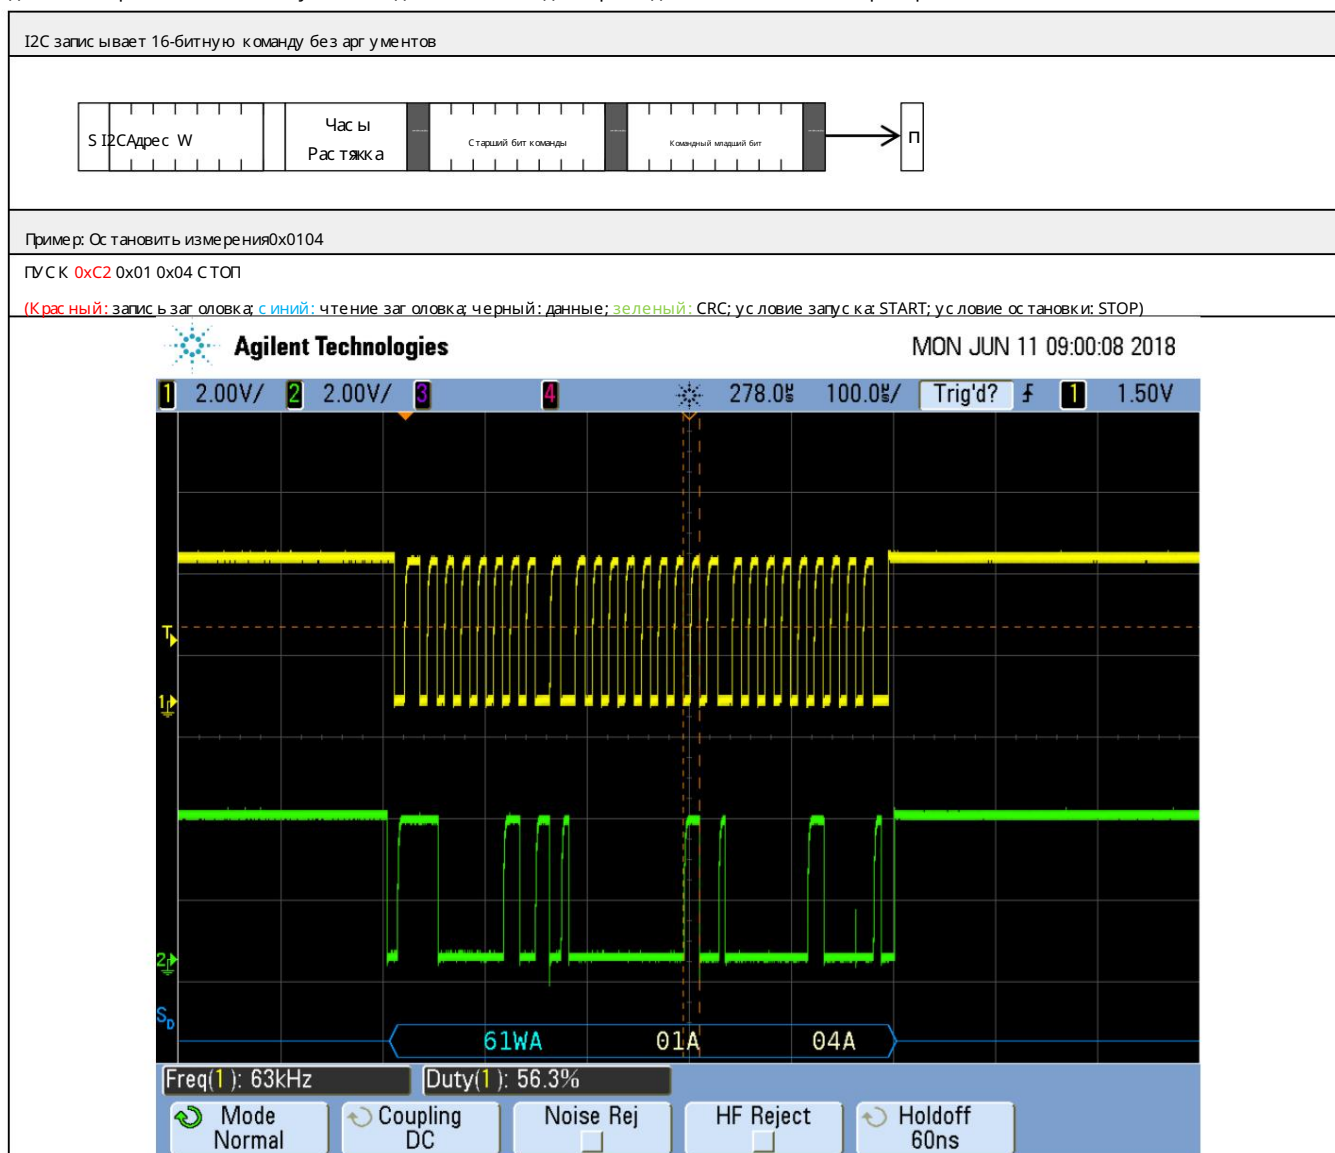 I2C записывает 16-битную команду без аргументов
S I2CАдрес W
Часы
Растяжка
Старший бит команды
Командный младший бит
П
Пример: Остановить измерения0x0104
ПУСК 0xC2 0x01 0x04 СТОП
(Красный: запись заголовка; синий: чтение заголовка; черный: данные; зеленый: CRC; условие запуска: START; условие остановки: STOP)
Agilent Technologies
MON JUN 11 09:00:08 2018
1 2.00V/ 2 2.00V/ 3 4 278.0µs 100.0µs/ Trig'd? 1 1.50V
T
1
2
SD
61WA 01A 04A
Freq(1): 63kHz Duty(1): 56.3%
Mode Coupling Noise Rej HF Reject Holdoff
Normal DC 60ns